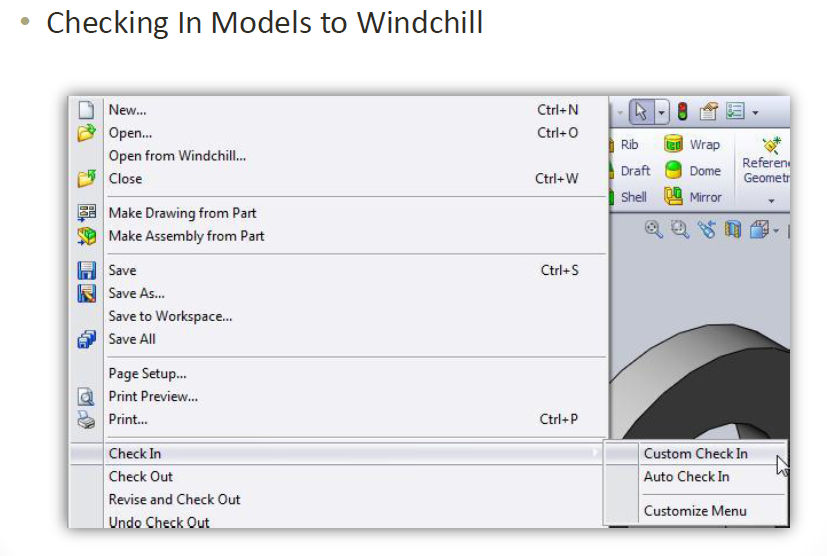 • Checking In Models to Windchill
New... Ctrl+N
Open... Ctrl+O
Open from Windchill...
Close Ctrl+W
Make Drawing from Part
Make Assembly from Part
Save Ctrl+S
Save As...
Save to Workspace...
Save All
Page Setup...
Print Preview...
Print... Ctrl+P
Check In
Check Out
Revise and Check Out
Undo Check Out
Rib Wrap
Draft Dome
Shell Mirror
Referen
Geometr
Custom Check In
Auto Check In
Customize Menu